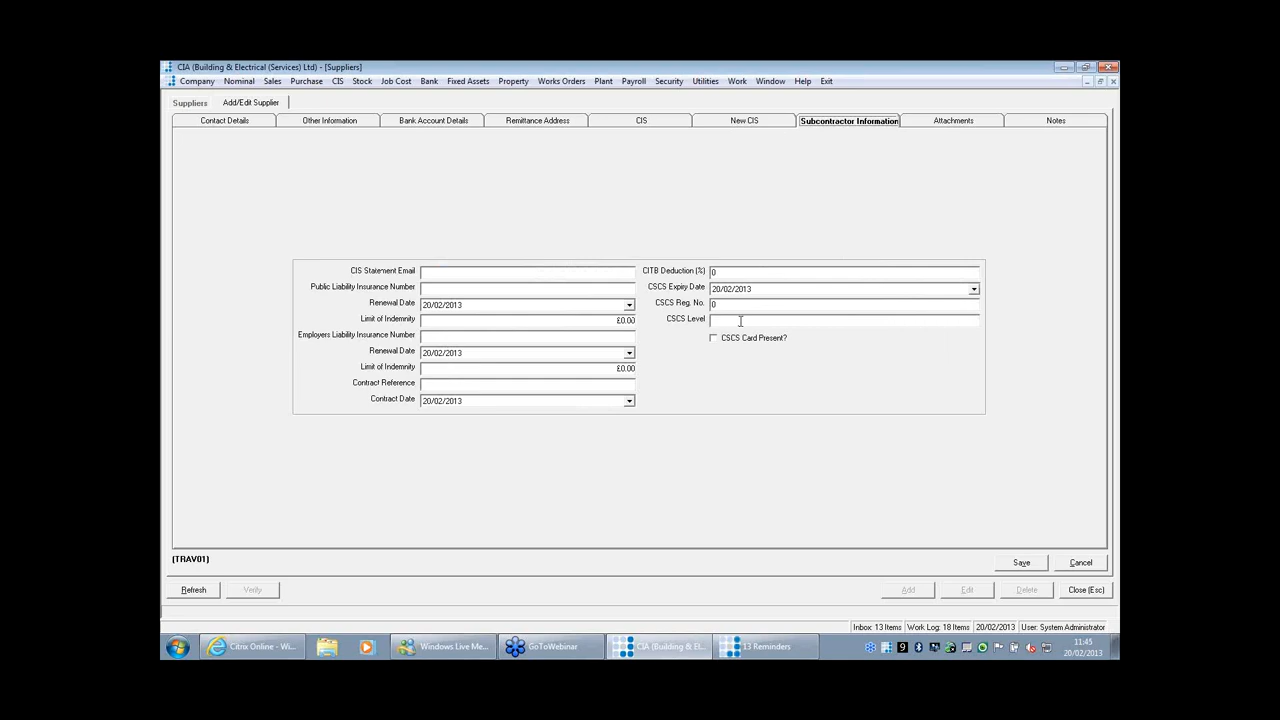 CIA (Building & Electrical (Services) Ltd) - [Suppliers]
Company Nominal Sales Purchase CIS Stock Job Cost Bank Fixed Assets Property Works Orders Plant Payroll Security Utilities Work Window Help Exit
Suppliers Add/Edit Supplier
Contact Details Other Information Bank Account Details Remittance Address CIS New CIS Subcontractor Information Attachments Notes
CIS Statement Email
Public Liability Insurance Number
Renewal Date 20/02/2013
Limit of Indemnity £0.00
Employers Liability Insurance Number
Renewal Date 20/02/2013
Limit of Indemnity £0.00
Contract Reference
Contract Date 20/02/2013
CITB Deduction (%) 0
CSCS Expiry Date 20/02/2013
CSCS Reg. No. 0
CSCS Level
CSCS Card Present?
(TRAV01)
Save Cancel
Refresh Verify Add Edit Delete Close (Esc)
Inbox: 13 Items Work Log: 18 Items 20/02/2013 User: System Administrator
Citrix Online - Wi... Windows Live Me... GoToWebinar CIA (Building & El... 13 Reminders 9 11:45
20/02/2013